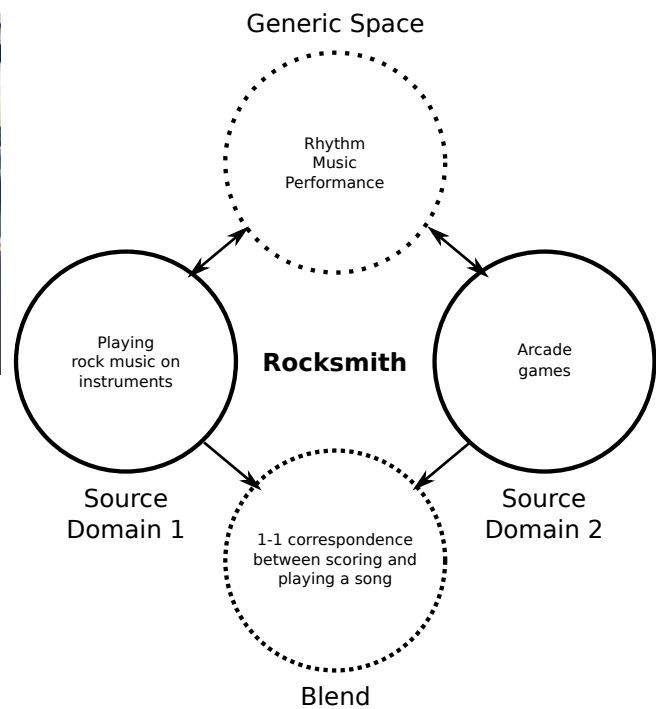 Generic Space
Rhythm
Music
Performance
Playing
rock music on
instruments
Rocksmith
Arcade
games
Source
Domain 1
Source
Domain 2
1-1 correspondence
between scoring and
playing a song
Blend